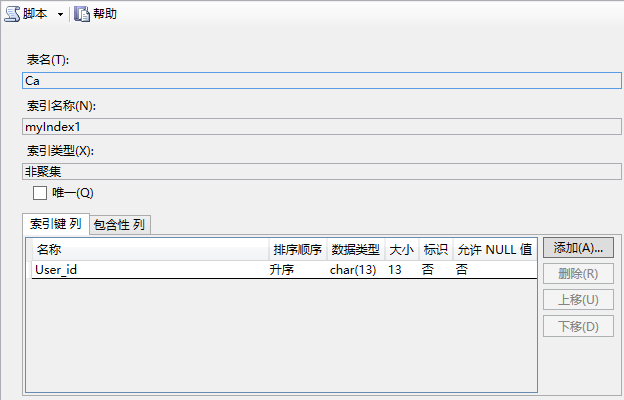 脚本 帮助
表名(T):
Ca
索引名称(N):
myIndex1
索引类型(X):
非聚集
唯一(Q)
索引键 列 包含性 列
名称 排序顺序 数据类型 大小 标识 允许 NULL 值
User_id 升序 char(13) 13 否 否
添加(A)...
删除(R)
上移(U)
下移(D)